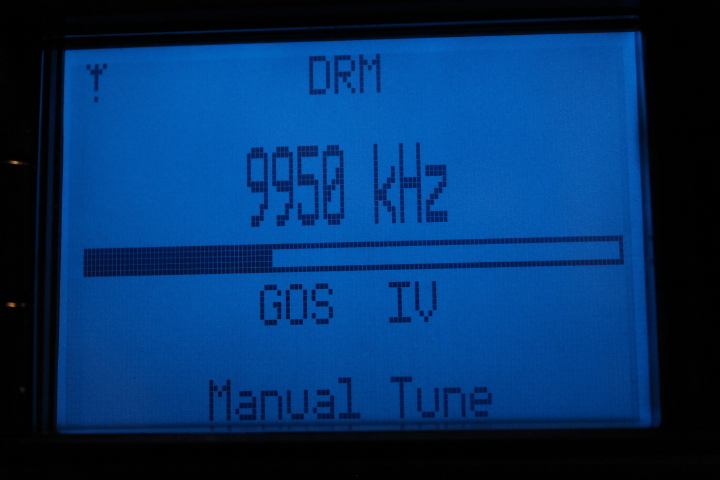 DRM
9950 kHz
GOS IV
Manual Tune